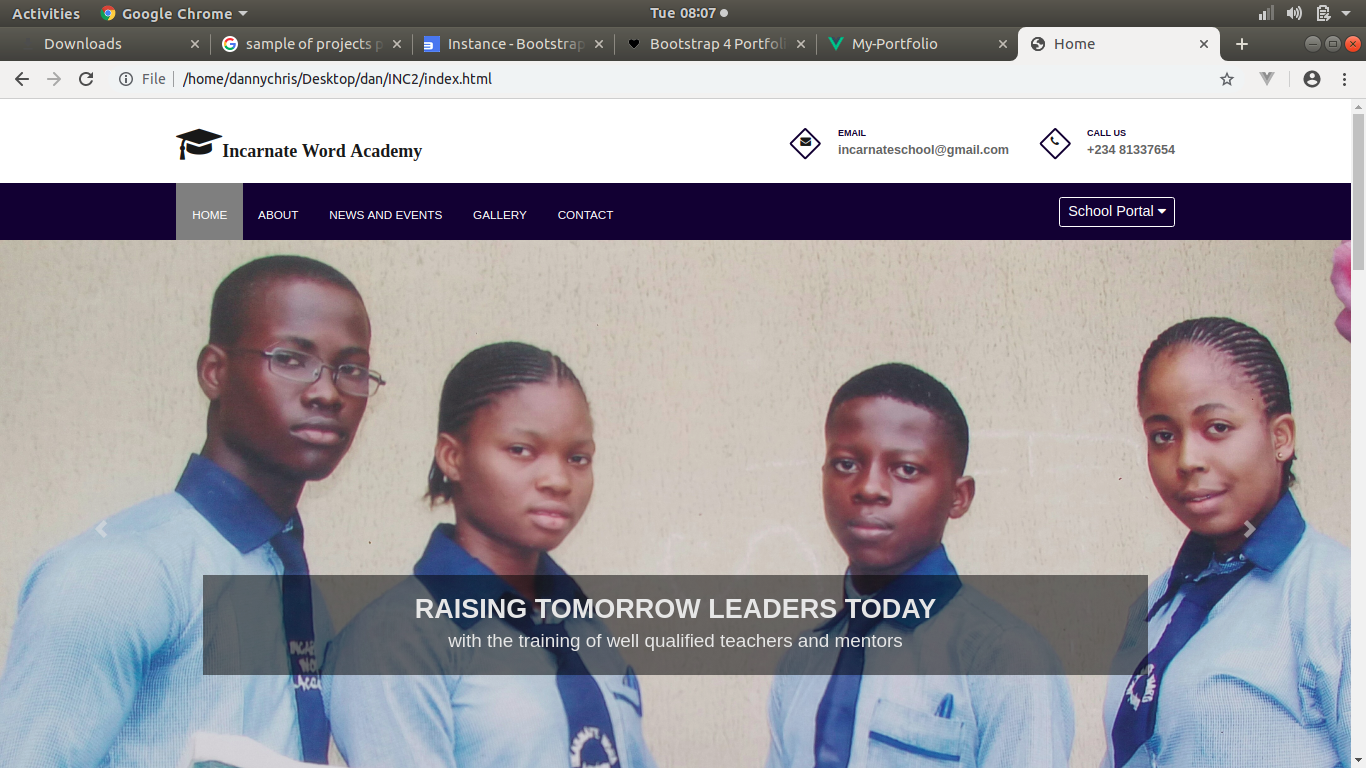 Activities Google Chrome Tue 08:07
Downloads sample of projects Instance - Bootstrap Bootstrap 4 Portfoli My-Portfolio Home
File /home/dannychris/Desktop/dan/INC2/index.html
Incarnate Word Academy
EMAIL
incarnateschool@gmail.com
CALL US
+234 81337654
HOME ABOUT NEWS AND EVENTS GALLERY CONTACT School Portal
RAISING TOMORROW LEADERS TODAY
with the training of well qualified teachers and mentors